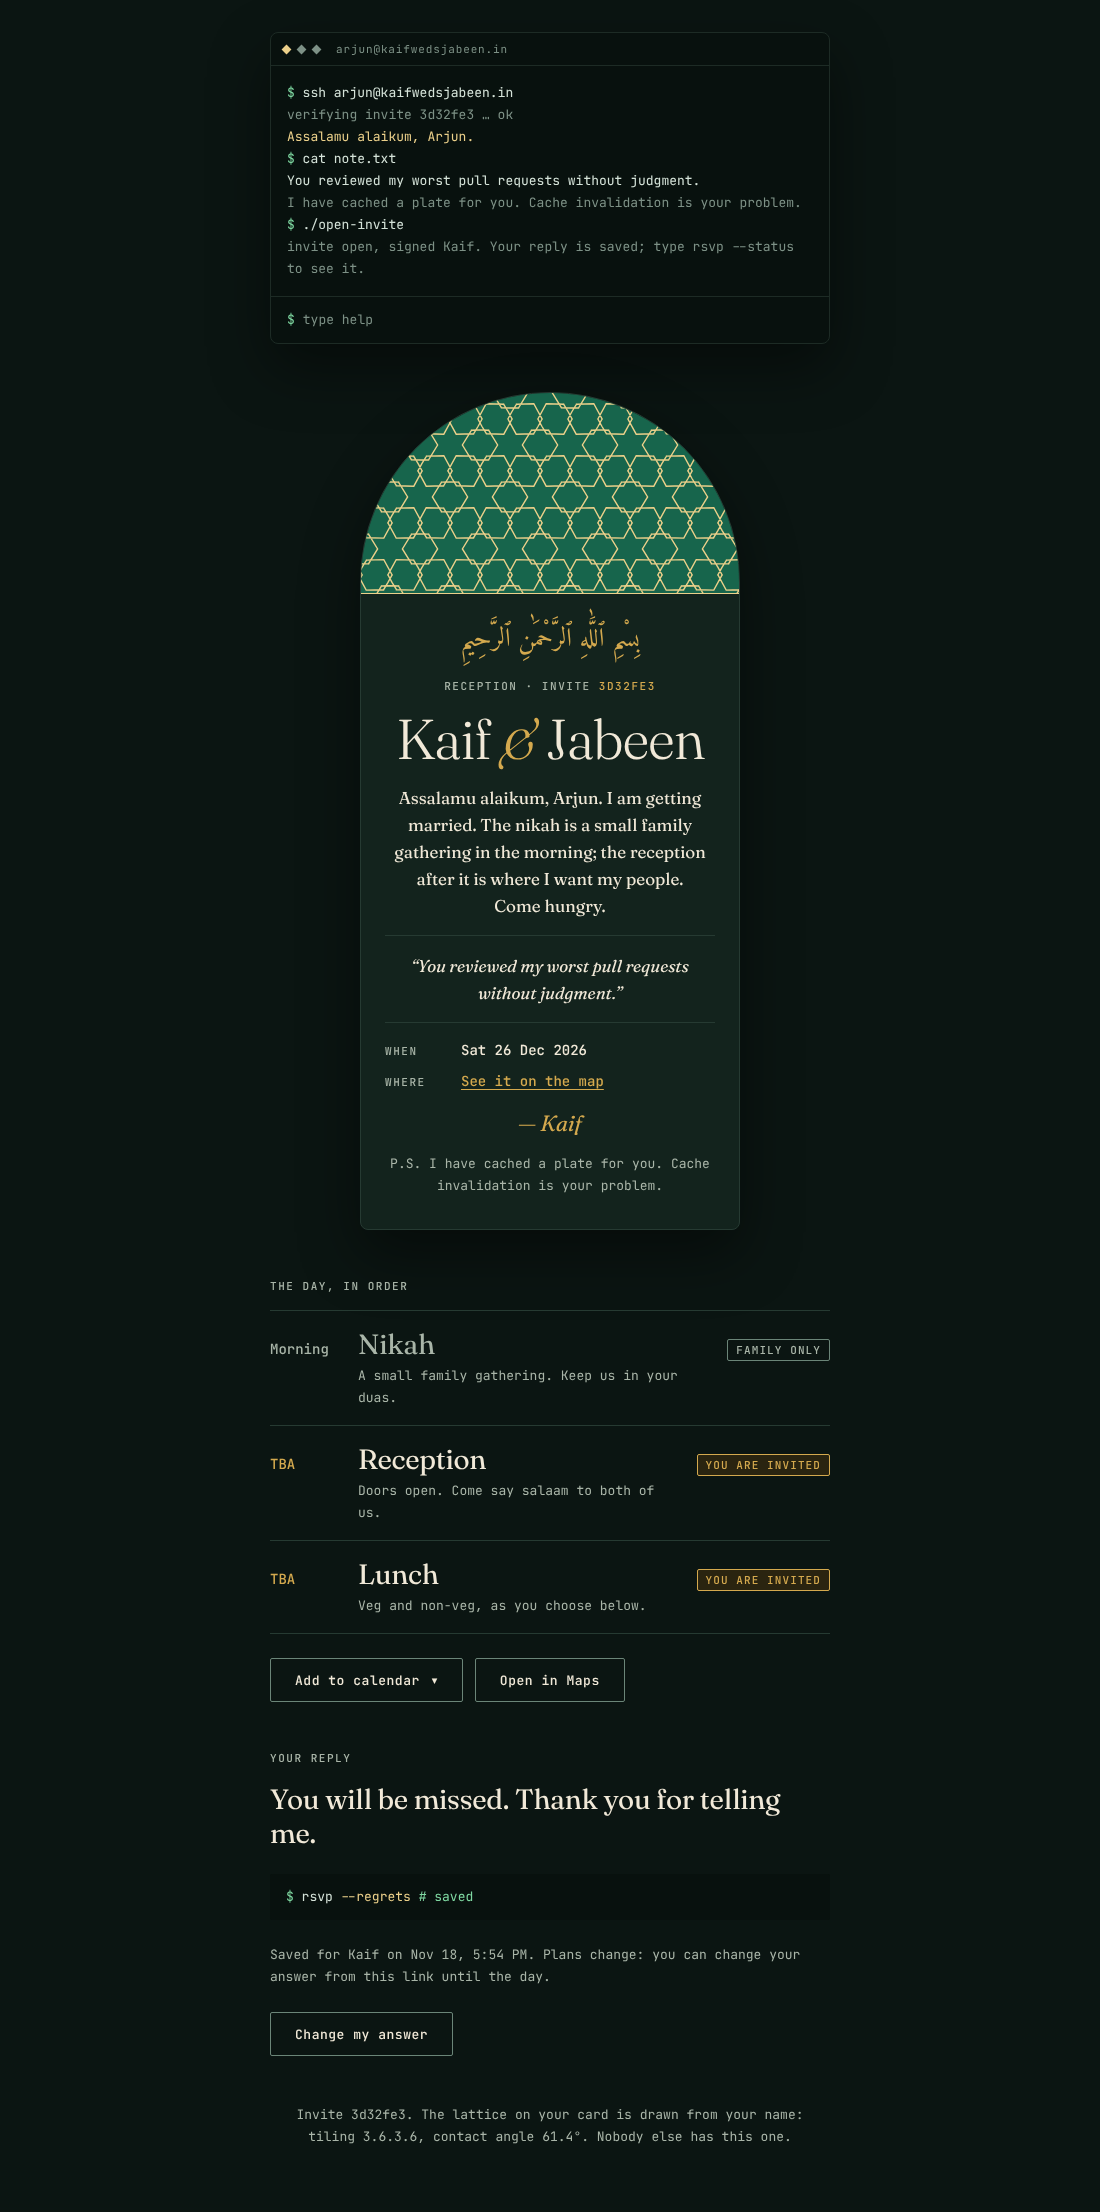 arjun@kaifwedsjabeen.in
$ ssh arjun@kaifwedsjabeen.in
verifying invite 3d32fe3 … ok
Assalamu alaikum, Arjun.
$ cat note.txt
You reviewed my worst pull requests without judgment.
I have cached a plate for you. Cache invalidation is your problem.
$ ./open-invite
invite open, signed Kaif. Your reply is saved; type rsvp --status
to see it.
$ type help
بِسْمِ ٱللَّهِ ٱلرَّحْمَٰنِ ٱلرَّحِيمِ
RECEPTION · INVITE 3D32FE3
Kaif & Jabeen
Assalamu alaikum, Arjun. I am getting
married. The nikah is a small family
gathering in the morning; the reception
after it is where I want my people.
Come hungry.
“You reviewed my worst pull requests
without judgment.”
WHEN Sat 26 Dec 2026
WHERE See it on the map
— Kaif
P.S. I have cached a plate for you. Cache
invalidation is your problem.
THE DAY, IN ORDER
Morning Nikah FAMILY ONLY
A small family gathering. Keep us in your
duas.
TBA Reception YOU ARE INVITED
Doors open. Come say salaam to both of
us.
TBA Lunch YOU ARE INVITED
Veg and non-veg, as you choose below.
Add to calendar ▾ Open in Maps
YOUR REPLY
You will be missed. Thank you for telling
me.
$ rsvp --regrets # saved
Saved for Kaif on Nov 18, 5:54 PM. Plans change: you can change your
answer from this link until the day.
Change my answer
Invite 3d32fe3. The lattice on your card is drawn from your name:
tiling 3.6.3.6, contact angle 61.4°. Nobody else has this one.